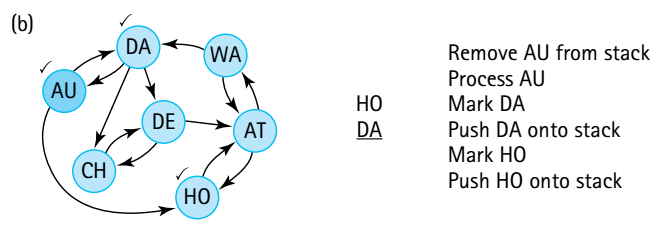 (b)
DA
WA
AU
DE
AT
CH
HO
Remove AU from stack
Process AU
HO Mark DA
DA Push DA onto stack
Mark HO
Push HO onto stack